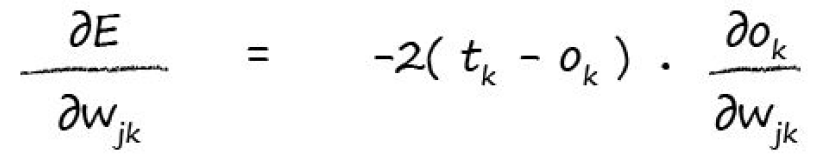 ∂E/∂w_jk = -2( t_k - o_k ) . ∂o_k/∂w_jk